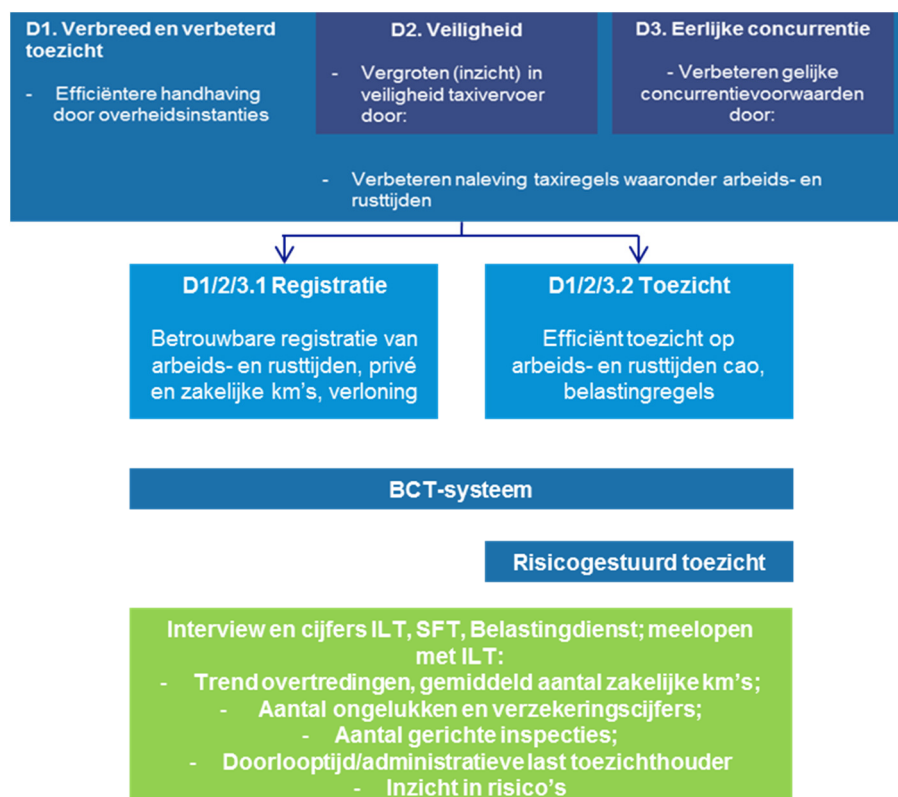 D1. Verbreed en verbeterd
toezicht
- Efficiëntere handhaving
door overheidsinstanties
D2. Veiligheid
- Vergroten (inzicht) in
veiligheid taxivervoer
door:
D3. Eerlijke concurrentie
- Verbeteren gelijke
concurrentievoorwaarden
door:
- Verbeteren naleving taxiregels waaronder arbeids- en
rusttijden
D1/2/3.1 Registratie
Betrouwbare registratie van
arbeids- en rusttijden, privé
en zakelijke km's, verloning
D1/2/3.2 Toezicht
Efficiënt toezicht op
arbeids- en rusttijden cao,
belastingregels
BCT-systeem
Risicogestuurd toezicht
Interview en cijfers ILT, SFT, Belastingdienst; meelopen
met ILT:
- Trend overtredingen, gemiddeld aantal zakelijke km's;
- Aantal ongelukken en verzekeringscijfers;
- Aantal gerichte inspecties;
- Doorlooptijd/administratieve last toezichthouder
- Inzicht in risico's